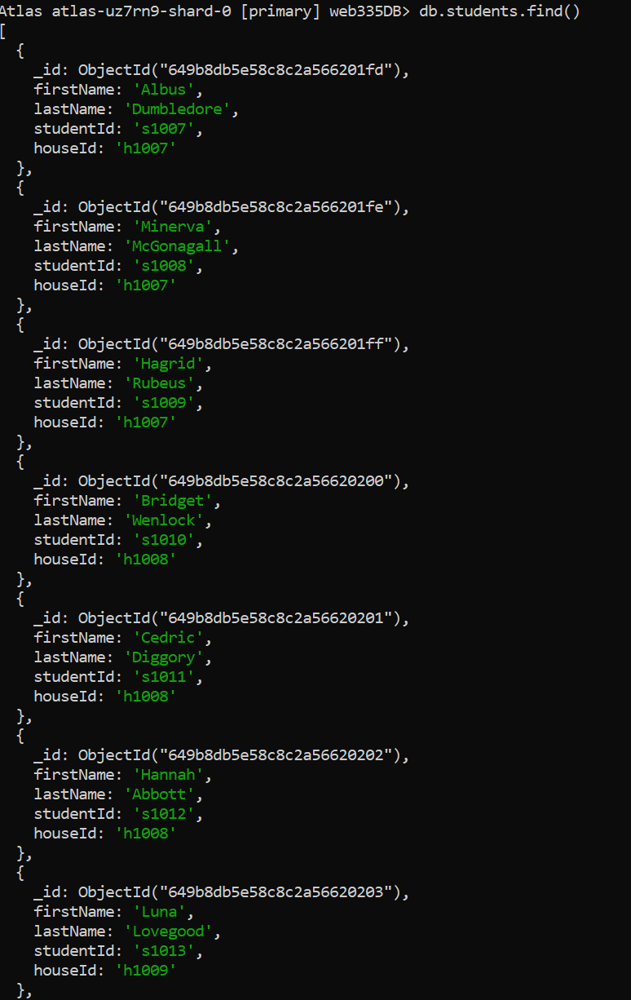 Atlas atlas-uz7rn9-shard-0 [primary] web335DB> db.students.find()
[
  {
    _id: ObjectId("649b8db5e58c8c2a566201fd"),
    firstName: 'Albus',
    lastName: 'Dumbledore',
    studentId: 's1007',
    houseId: 'h1007'
  },
  {
    _id: ObjectId("649b8db5e58c8c2a566201fe"),
    firstName: 'Minerva',
    lastName: 'McGonagall',
    studentId: 's1008',
    houseId: 'h1007'
  },
  {
    _id: ObjectId("649b8db5e58c8c2a566201ff"),
    firstName: 'Hagrid',
    lastName: 'Rubeus',
    studentId: 's1009',
    houseId: 'h1007'
  },
  {
    _id: ObjectId("649b8db5e58c8c2a56620200"),
    firstName: 'Bridget',
    lastName: 'Wenlock',
    studentId: 's1010',
    houseId: 'h1008'
  },
  {
    _id: ObjectId("649b8db5e58c8c2a56620201"),
    firstName: 'Cedric',
    lastName: 'Diggory',
    studentId: 's1011',
    houseId: 'h1008'
  },
  {
    _id: ObjectId("649b8db5e58c8c2a56620202"),
    firstName: 'Hannah',
    lastName: 'Abbott',
    studentId: 's1012',
    houseId: 'h1008'
  },
  {
    _id: ObjectId("649b8db5e58c8c2a56620203"),
    firstName: 'Luna',
    lastName: 'Lovegood',
    studentId: 's1013',
    houseId: 'h1009'
  },